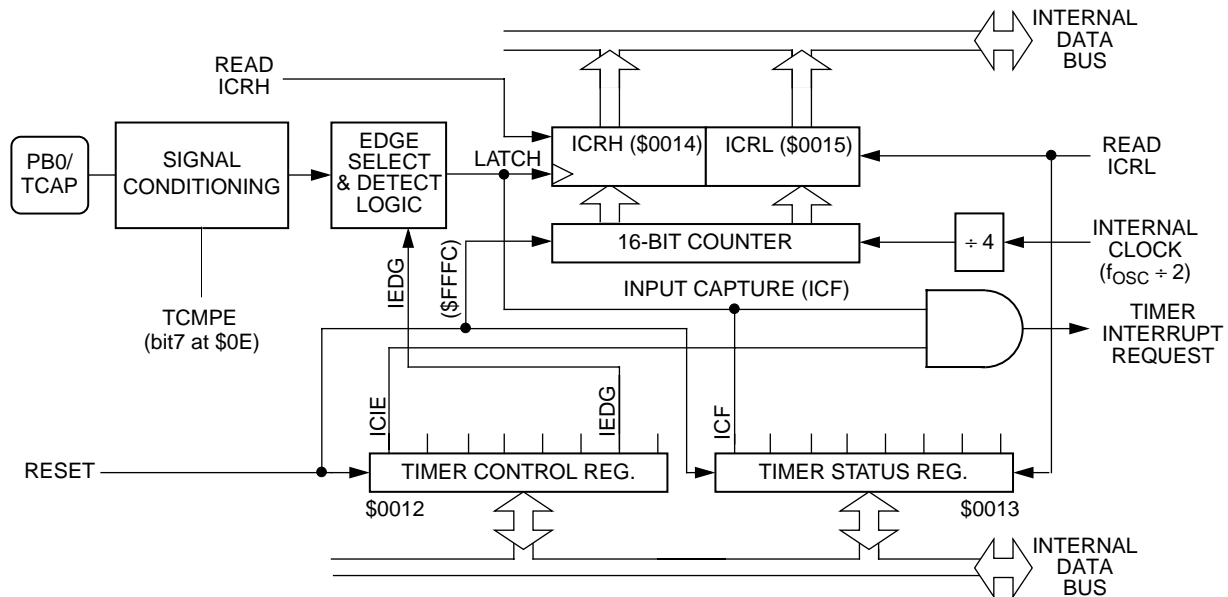 INTERNAL
DATA
BUS
READ
ICRH
PB0/
TCAP
SIGNAL
CONDITIONING
EDGE
SELECT
& DETECT
LOGIC
LATCH
ICRH ($0014)
ICRL ($0015)
READ
ICRL
16-BIT COUNTER
÷ 4
INTERNAL
CLOCK
(fOSC ÷ 2)
IEDG
($FFFC)
INPUT CAPTURE (ICF)
TCMPE
(bit7 at $0E)
TIMER
INTERRUPT
REQUEST
ICIE
IEDG
ICF
RESET
TIMER CONTROL REG.
TIMER STATUS REG.
$0012
$0013
INTERNAL
DATA
BUS